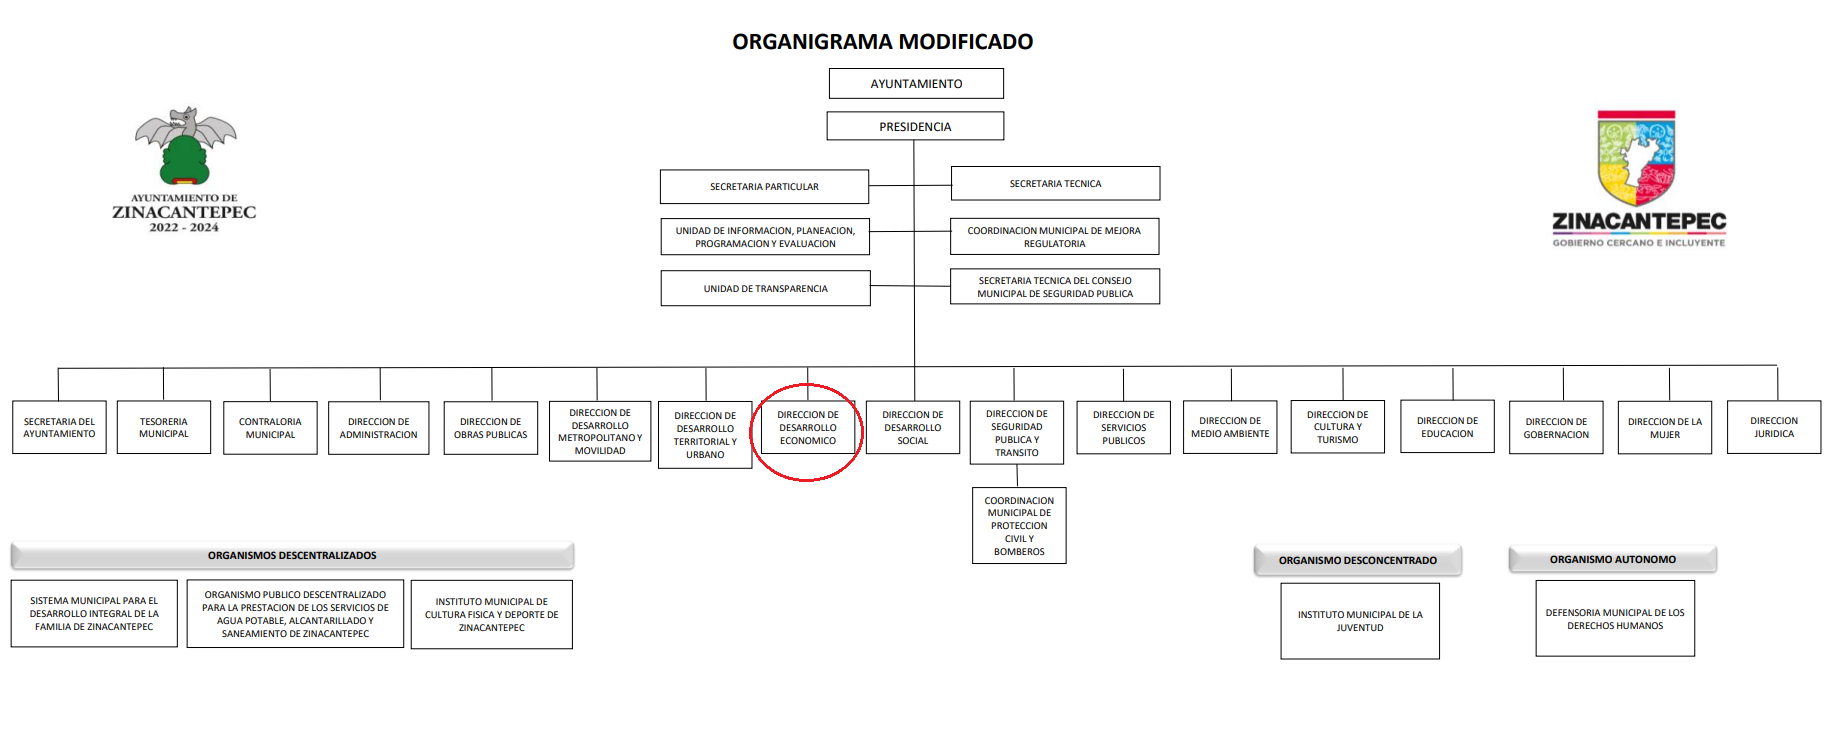 ORGANIGRAMA MODIFICADO
AYUNTAMIENTO
PRESIDENCIA
AYUNTAMIENTO DE
ZINACANTEPEC
2022 - 2024
ZINACANTEPEC
GOBIERNO CERCANO E INCLUYENTE
SECRETARIA PARTICULAR
SECRETARIA TECNICA
UNIDAD DE INFORMACION, PLANEACION,
PROGRAMACION Y EVALUACION
COORDINACION MUNICIPAL DE MEJORA
REGULATORIA
UNIDAD DE TRANSPARENCIA
SECRETARIA TECNICA DEL CONSEJO
MUNICIPAL DE SEGURIDAD PUBLICA
SECRETARIA DEL
AYUNTAMIENTO
TESORERIA
MUNICIPAL
CONTRALORIA
MUNICIPAL
DIRECCION DE
ADMINISTRACION
DIRECCION DE
OBRAS PUBLICAS
DIRECCION DE
DESARROLLO
METROPOLITANO Y
MOVILIDAD
DIRECCION DE
DESARROLLO
TERRITORIAL Y
URBANO
DIRECCION DE
DESARROLLO
ECONOMICO
DIRECCION DE
DESARROLLO
SOCIAL
DIRECCION DE
SEGURIDAD
PUBLICA Y
TRANSITO
DIRECCION DE
SERVICIOS
PUBLICOS
DIRECCION DE
MEDIO AMBIENTE
DIRECCION DE
CULTURA Y
TURISMO
DIRECCION DE
EDUCACION
DIRECCION DE
GOBERNACION
DIRECCION DE LA
MUJER
DIRECCION
JURIDICA
COORDINACION
MUNICIPAL DE
PROTECCION
CIVIL Y
BOMBEROS
ORGANISMOS DESCENTRALIZADOS
SISTEMA MUNICIPAL PARA EL
DESARROLLO INTEGRAL DE LA
FAMILIA DE ZINACANTEPEC
ORGANISMO PUBLICO DESCENTRALIZADO
PARA LA PRESTACION DE LOS SERVICIOS DE
AGUA POTABLE, ALCANTARILLADO Y
SANEAMIENTO DE ZINACANTEPEC
INSTITUTO MUNICIPAL DE
CULTURA FISICA Y DEPORTE DE
ZINACANTEPEC
ORGANISMO DESCONCENTRADO
INSTITUTO MUNICIPAL DE LA
JUVENTUD
ORGANISMO AUTONOMO
DEFENSORIA MUNICIPAL DE LOS
DERECHOS HUMANOS